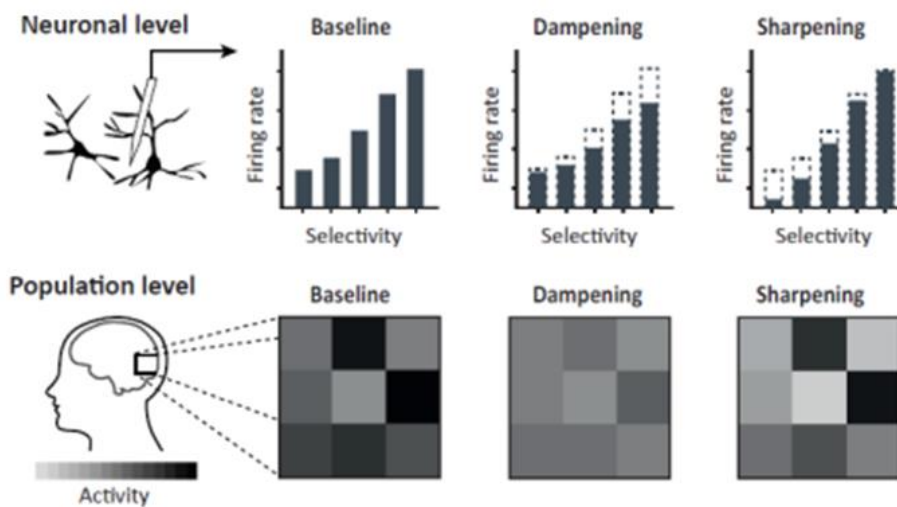 Neuronal level
Baseline
Dampening
Sharpening
Firing rate
Firing rate
Firing rate
Selectivity
Selectivity
Selectivity
Population level
Baseline
Dampening
Sharpening
Activity